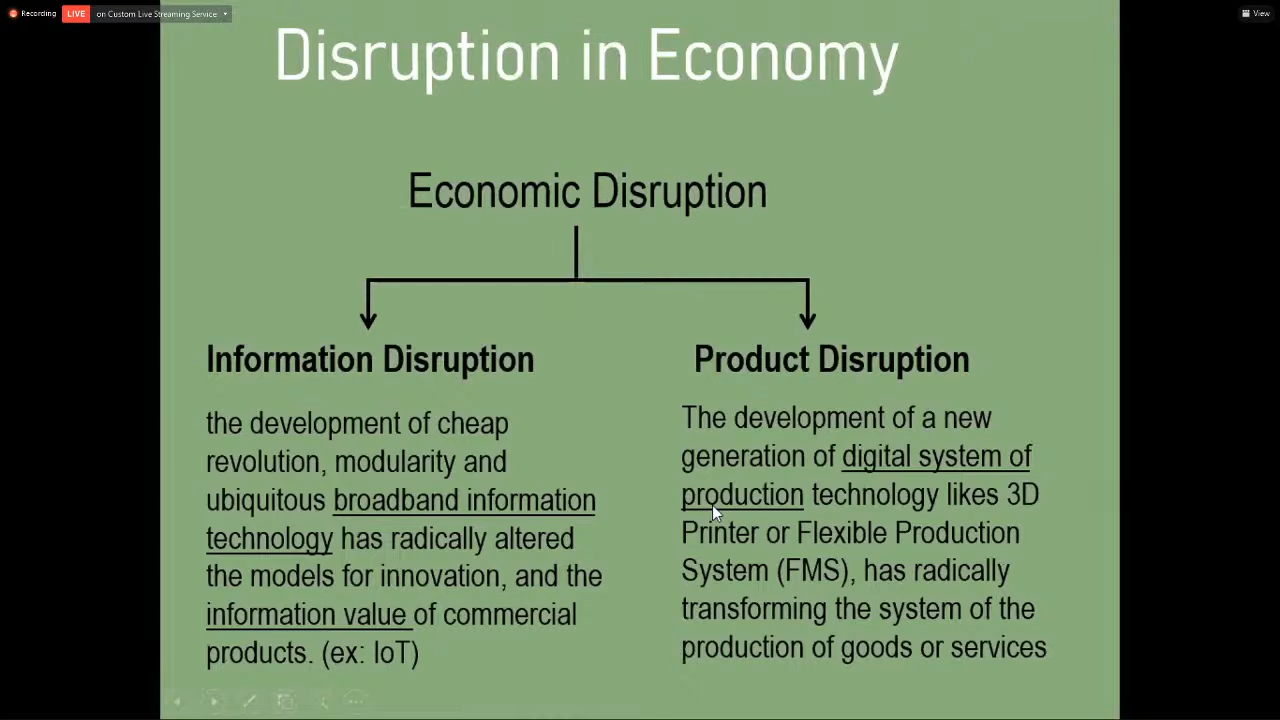 Recording LIVE on Custom Live Streaming Service
View
Disruption in Economy
Economic Disruption
Information Disruption
the development of cheap
revolution, modularity and
ubiquitous broadband information
technology has radically altered
the models for innovation, and the
information value of commercial
products. (ex: IoT)
Product Disruption
The development of a new
generation of digital system of
production technology likes 3D
Printer or Flexible Production
System (FMS), has radically
transforming the system of the
production of goods or services